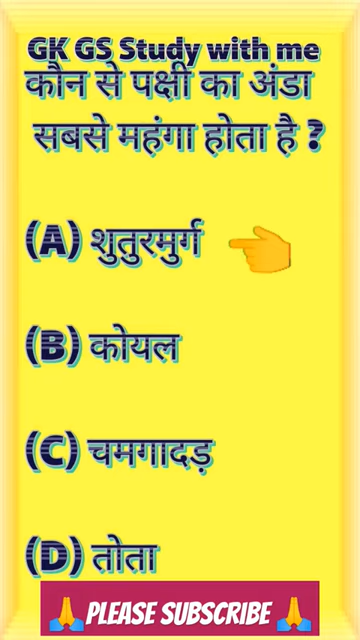 GK GS Study with me
कौन से पक्षी का अंडा
सबसे महंगा होता है ?
(A) शुतुरमुर्ग
(B) कोयल
(C) चमगादड़
(D) तोता
PLEASE SUBSCRIBE